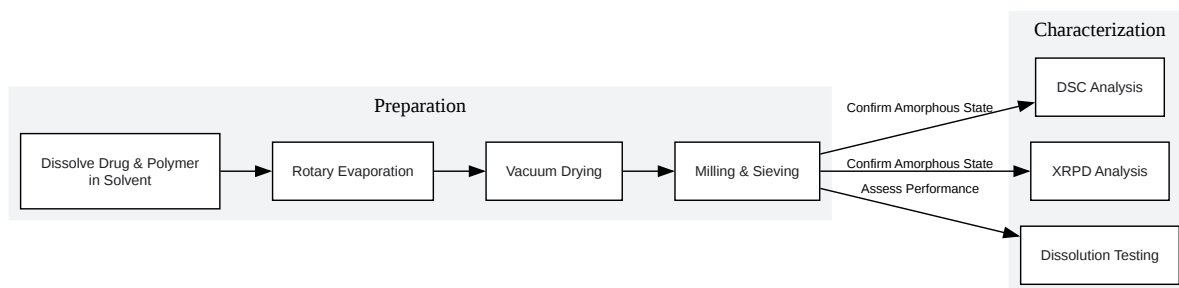 Preparation
Dissolve Drug & Polymer
in Solvent
Rotary Evaporation
Vacuum Drying
Milling & Sieving
Confirm Amorphous State
Confirm Amorphous State
Assess Performance
Characterization
DSC Analysis
XRPD Analysis
Dissolution Testing